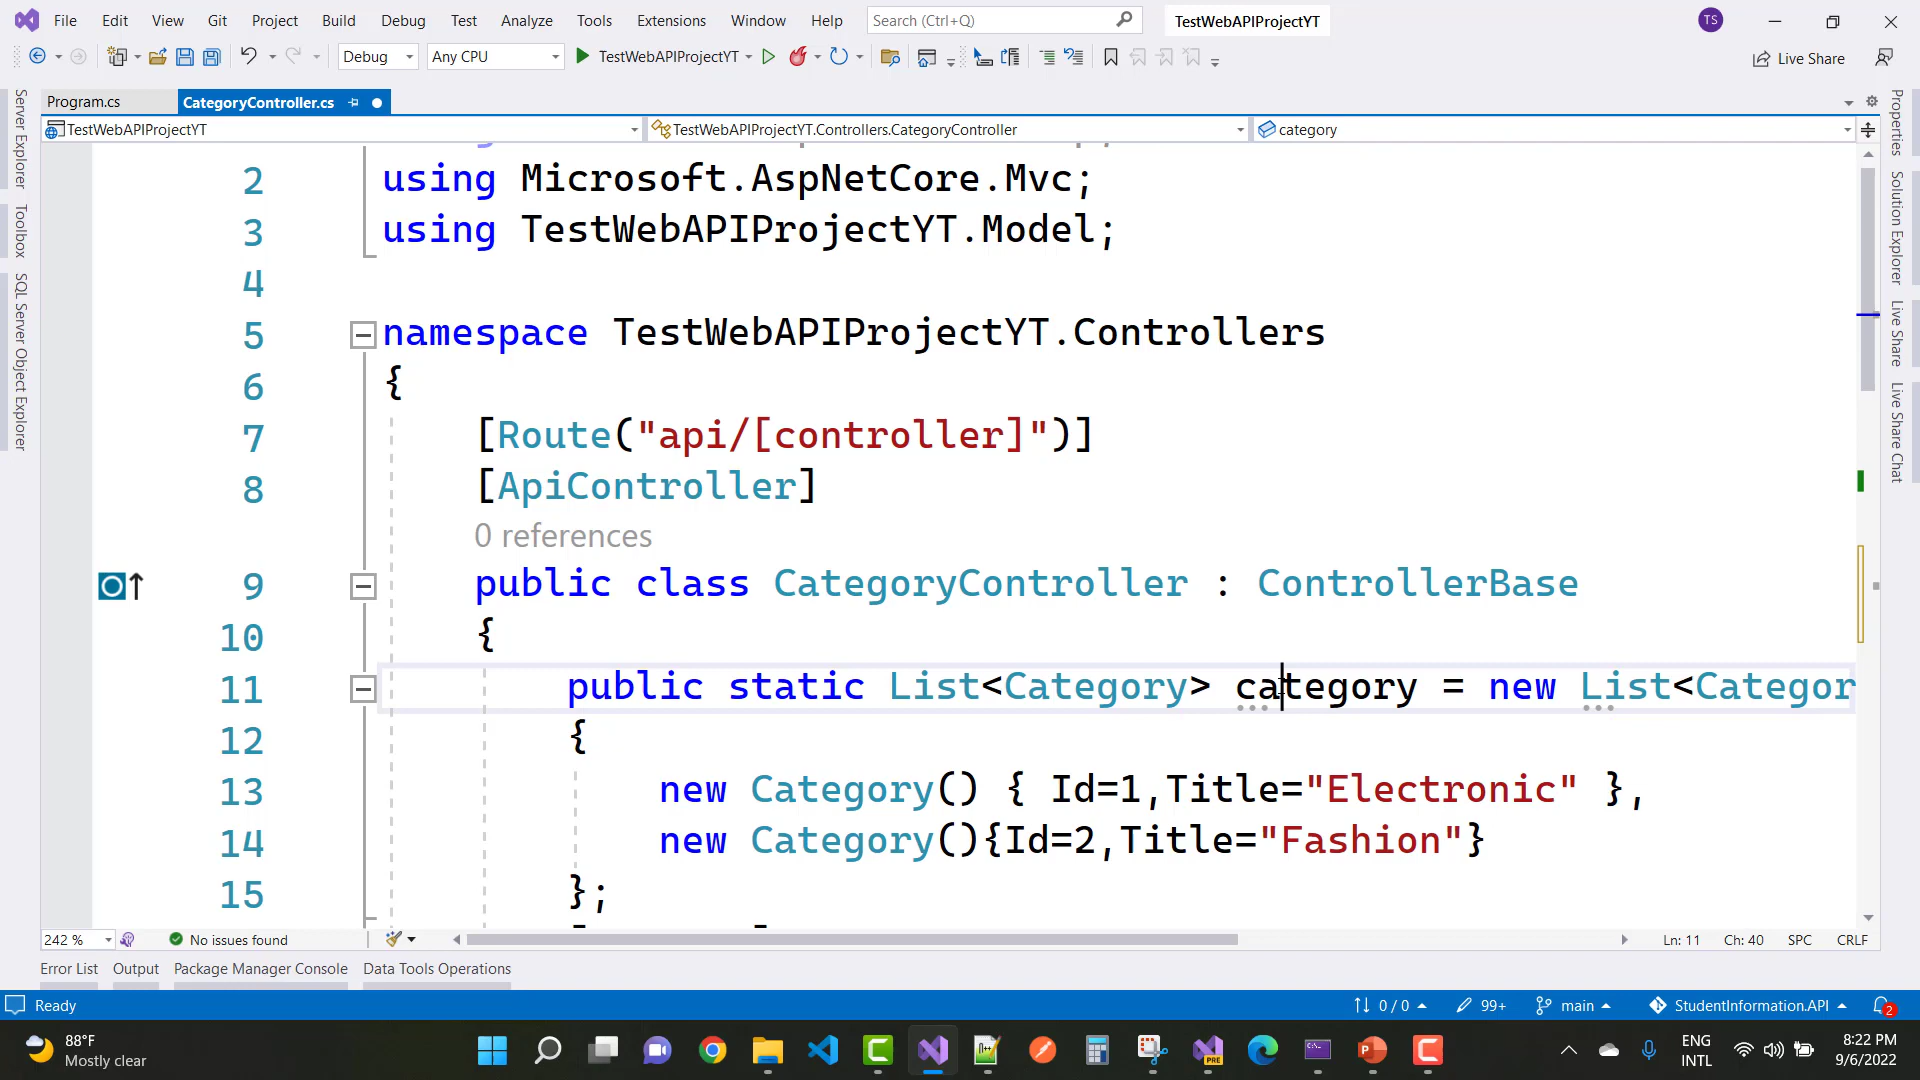 File Edit View Git Project Build Debug Test Analyze Tools Extensions Window Help Search (Ctrl+Q) TestWebAPIProjectYT TS
Debug Any CPU TestWebAPIProjectYT Live Share
Program.cs CategoryController.cs
TestWebAPIProjectYT TestWebAPIProjectYT.Controllers.CategoryController category
Server Explorer
Toolbox
SQL Server Object Explorer
2 using Microsoft.AspNetCore.Mvc;
3 using TestWebAPIProjectYT.Model;
4
5 namespace TestWebAPIProjectYT.Controllers
6 {
7 [Route("api/[controller]")]
8 [ApiController]
0 references
9 public class CategoryController : ControllerBase
10 {
11 public static List<Category> category = new List<Categor
12 {
13 new Category() { Id=1,Title="Electronic" },
14 new Category(){Id=2,Title="Fashion"}
15 };
Properties
Solution Explorer
Live Share
Live Share Chat
242 % No issues found Ln: 11 Ch: 40 SPC CRLF
Error List Output Package Manager Console Data Tools Operations
Ready 0 / 0 99+ main StudentInformation.API 2
88°F
Mostly clear
PRE
ENG
INTL
8:22 PM
9/6/2022